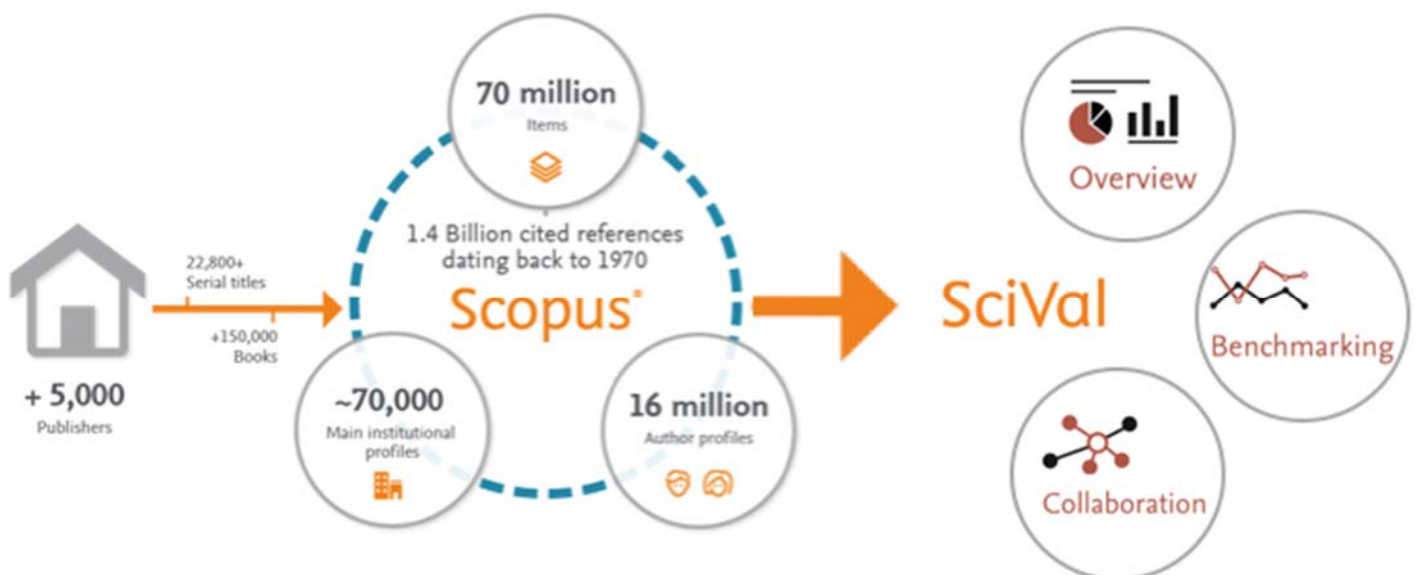 + 5,000
Publishers
22,800+
Serial titles
+150,000
Books
70 million
Items
1.4 Billion cited references
dating back to 1970
Scopus®
~70,000
Main institutional
profiles
16 million
Author profiles
SciVal
Overview
Benchmarking
Collaboration